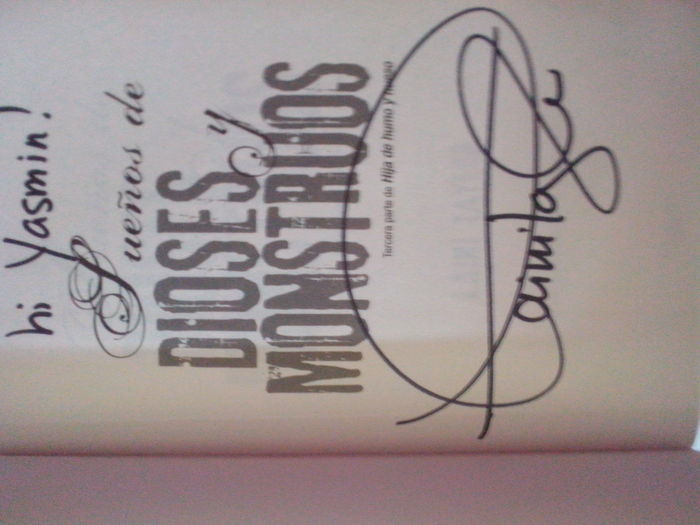 hi Yasmin!
Sueños de
DIOSES Y
MONSTRUOS
Tercera parte de Hija de humo y hueso